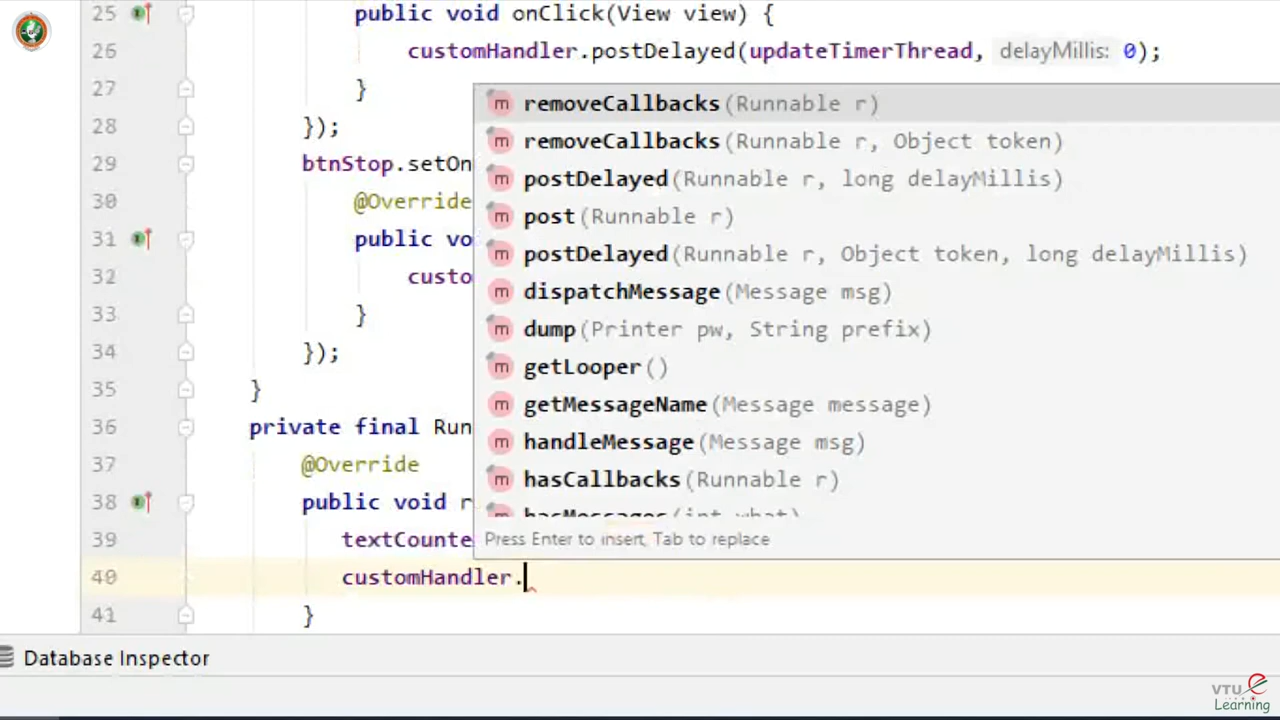 25 public void onClick(View view) {
26 customHandler.postDelayed(updateTimerThread, delayMillis: 0);
27 }
28 });
29 btnStop.setOn
30 @Override
31 public vo
32 custo
33 }
34 });
35 }
36 private final Run
37 @Override
38 public void r
39 textCounte
40 customHandler.
41 }
m removeCallbacks(Runnable r)
m removeCallbacks(Runnable r, Object token)
m postDelayed(Runnable r, long delayMillis)
m post(Runnable r)
m postDelayed(Runnable r, Object token, long delayMillis)
m dispatchMessage(Message msg)
m dump(Printer pw, String prefix)
m getLooper()
m getMessageName(Message message)
m handleMessage(Message msg)
m hasCallbacks(Runnable r)
hasMessages(int what)
Press Enter to insert, Tab to replace
Database Inspector
VTU e
Learning